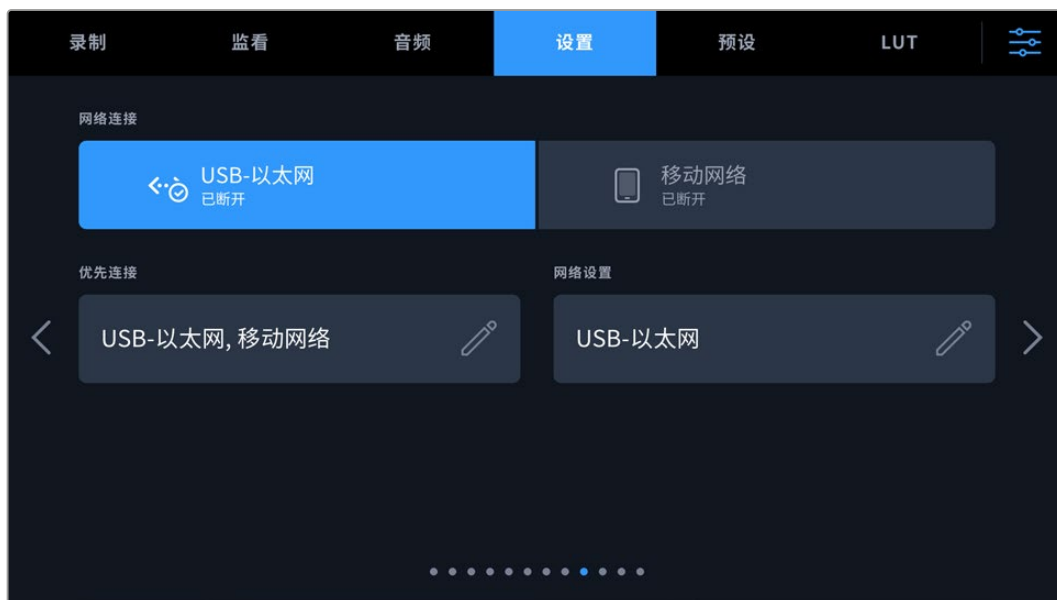 录制 监看 音频 设置 预设 LUT
网络连接
USB-以太网 移动网络
已断开 已断开
优先连接 网络设置
USB-以太网, 移动网络 USB-以太网